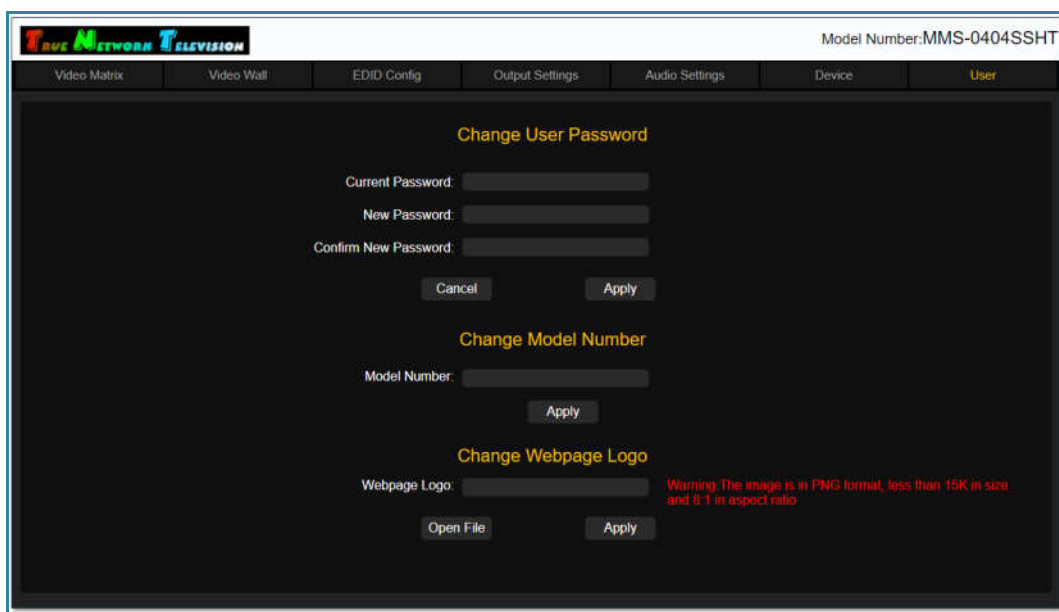 True Network Television
Model Number:MMS-0404SSHT
Video Matrix Video Wall EDID Config Output Settings Audio Settings Device User
Change User Password
Current Password:
New Password:
Confirm New Password:
Cancel Apply
Change Model Number
Model Number:
Apply
Change Webpage Logo
Webpage Logo:
Warning:The image is in PNG format, less than 15K in size
and 8:1 in aspect ratio
Open File Apply